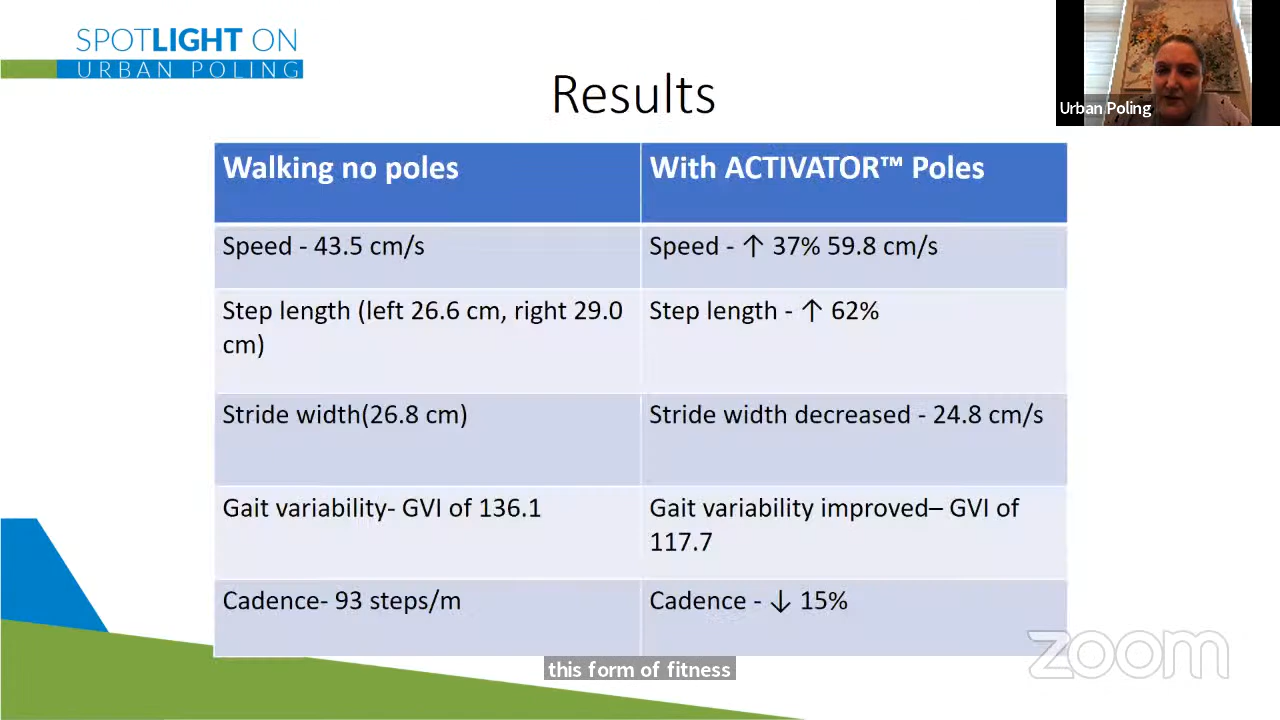 SPOTLIGHT ON
URBAN POLING
Results
Urban Poling
Walking no poles
With ACTIVATOR™ Poles
Speed - 43.5 cm/s
Speed - ↑ 37% 59.8 cm/s
Step length (left 26.6 cm, right 29.0
cm)
Step length - ↑ 62%
Stride width(26.8 cm)
Stride width decreased - 24.8 cm/s
Gait variability- GVI of 136.1
Gait variability improved– GVI of
117.7
Cadence- 93 steps/m
Cadence - ↓ 15%
zoom
this form of fitness